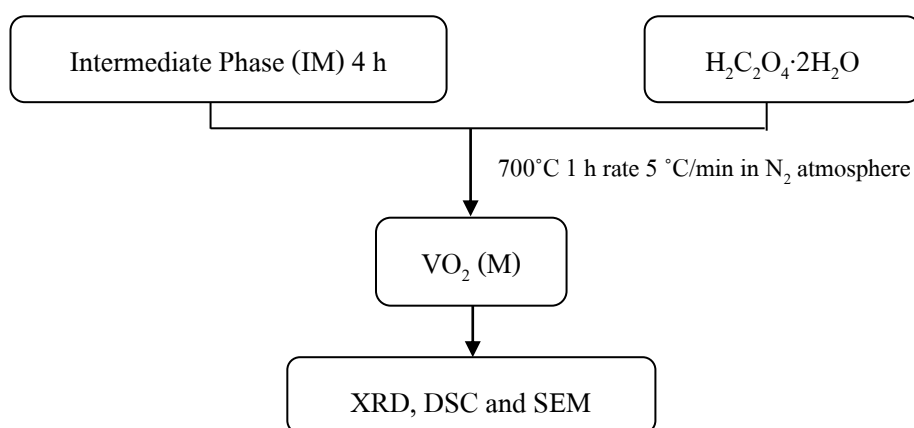 Intermediate Phase (IM) 4 h
H₂C₂O₄·2H₂O
700˚C 1 h rate 5 ˚C/min in N₂ atmosphere
VO₂ (M)
XRD, DSC and SEM